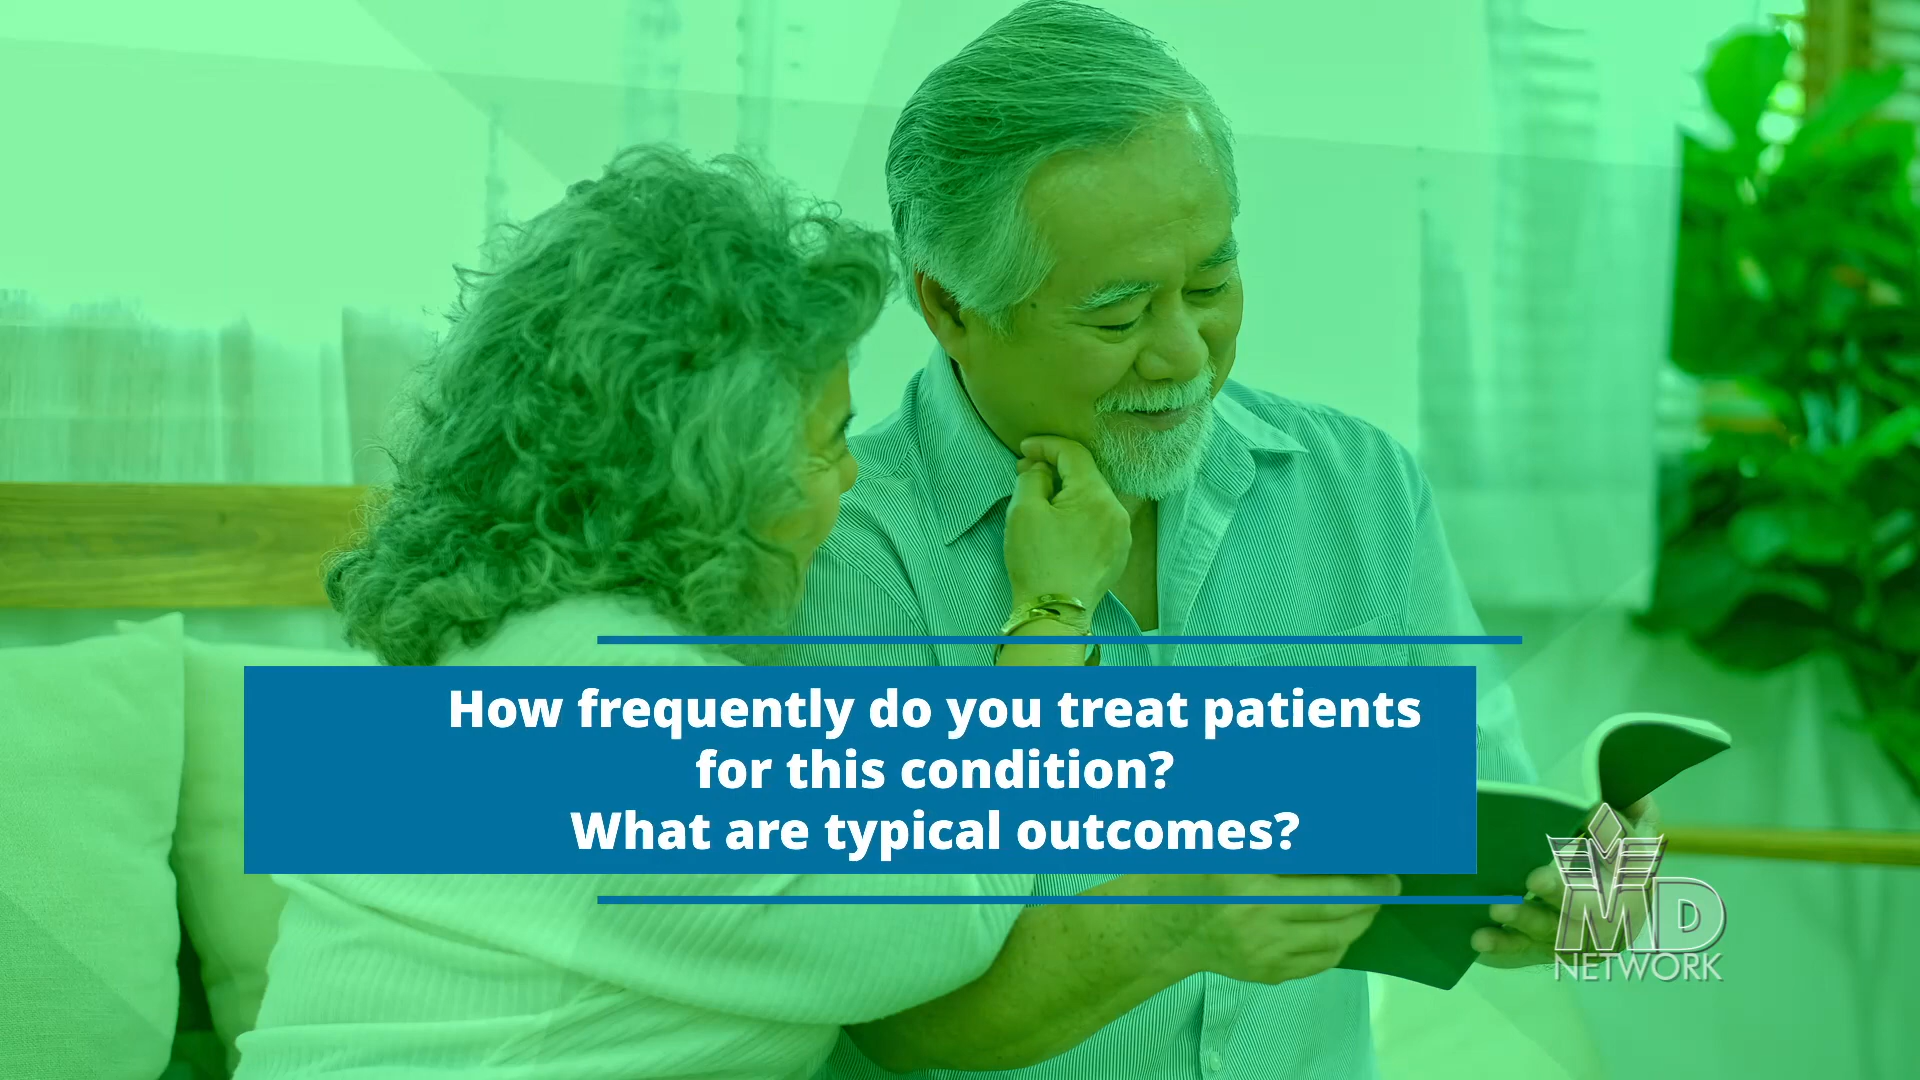 How frequently do you treat patients
for this condition?
What are typical outcomes?
MD
NETWORK